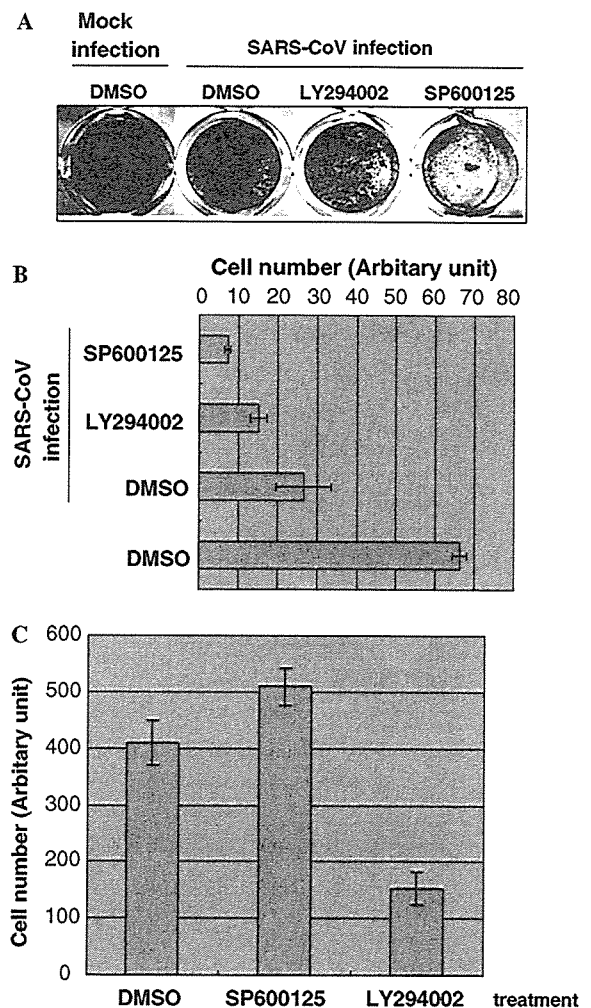 A
Mock
infection
SARS-CoV infection
DMSO DMSO LY294002 SP600125
B
Cell number (Arbitary unit)
0 10 20 30 40 50 60 70 80
SARS-CoV
infection
SP600125
LY294002
DMSO
DMSO
C
Cell number (Arbitary unit)
600
500
400
300
200
100
0
DMSO SP600125 LY294002 treatment